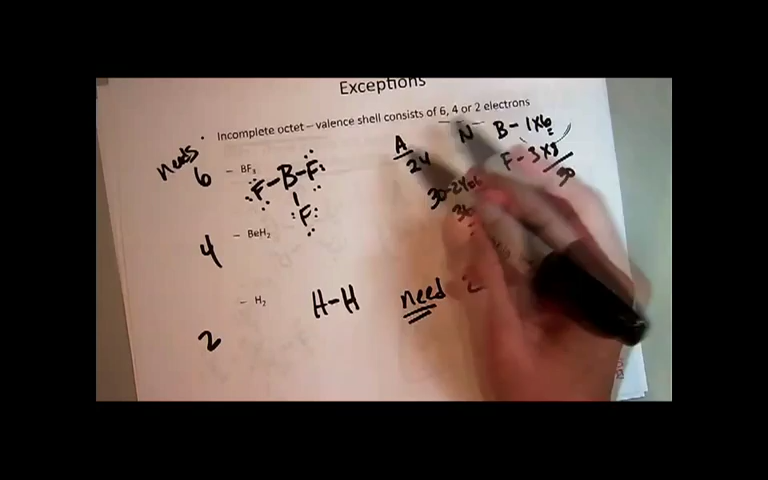 Exceptions
Incomplete octet – valence shell consists of 6, 4 or 2 electrons
needs
A
N
B - 1x6
24
F - 3x8
30
6
– BF₃
F-B-F
F
30-24=6
4
– BeH₂
– H₂
H-H
need
2